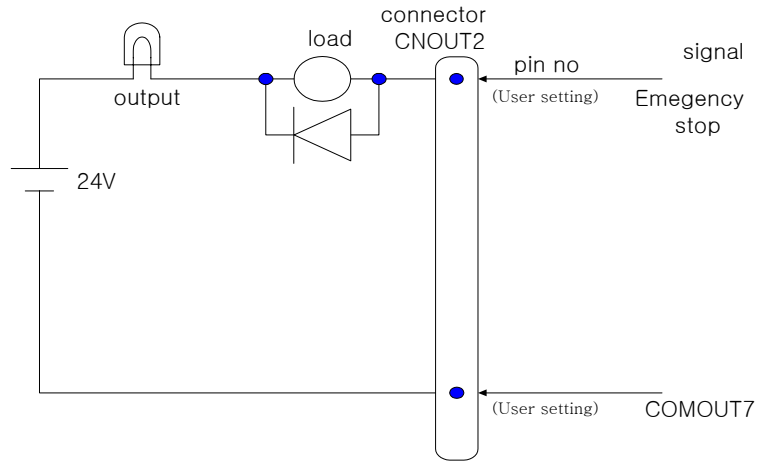 connector
CNOUT2
load
pin no
signal
output
(User setting)
Emegency
stop
24V
(User setting)
COMOUT7